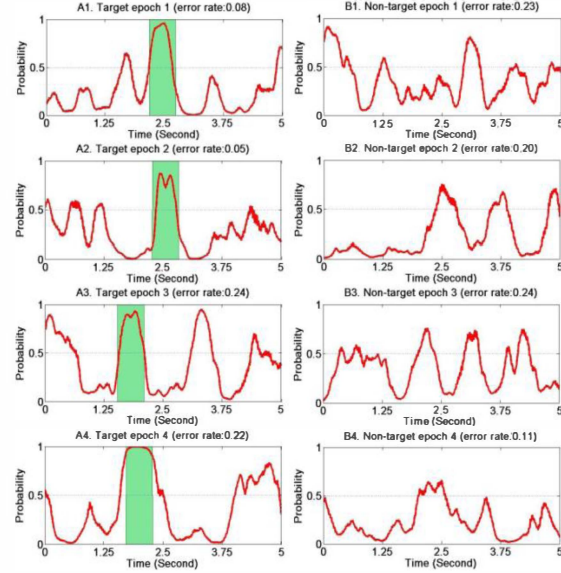 A1. Target epoch 1 (error rate:0.08)
1
0.5
0
Probability
0 1.25 2.5 3.75 5
Time (Second)
B1. Non-target epoch 1 (error rate:0.23)
1
0.5
0
Probability
0 1.25 2.5 3.75 5
Time (Second)
A2. Target epoch 2 (error rate:0.05)
1
0.5
0
Probability
0 1.25 2.5 3.75 5
Time (Second)
B2. Non-target epoch 2 (error rate:0.20)
1
0.5
0
Probability
0 1.25 2.5 3.75 5
Time (Second)
A3. Target epoch 3 (error rate:0.24)
1
0.5
0
Probability
0 1.25 2.5 3.75 5
Time (Second)
B3. Non-target epoch 3 (error rate:0.24)
1
0.5
0
Probability
0 1.25 2.5 3.75 5
Time (Second)
A4. Target epoch 4 (error rate:0.22)
1
0.5
0
Probability
0 1.25 2.5 3.75 5
Time (Second)
B4. Non-target epoch 4 (error rate:0.11)
1
0.5
0
Probability
0 1.25 2.5 3.75 5
Time (Second)